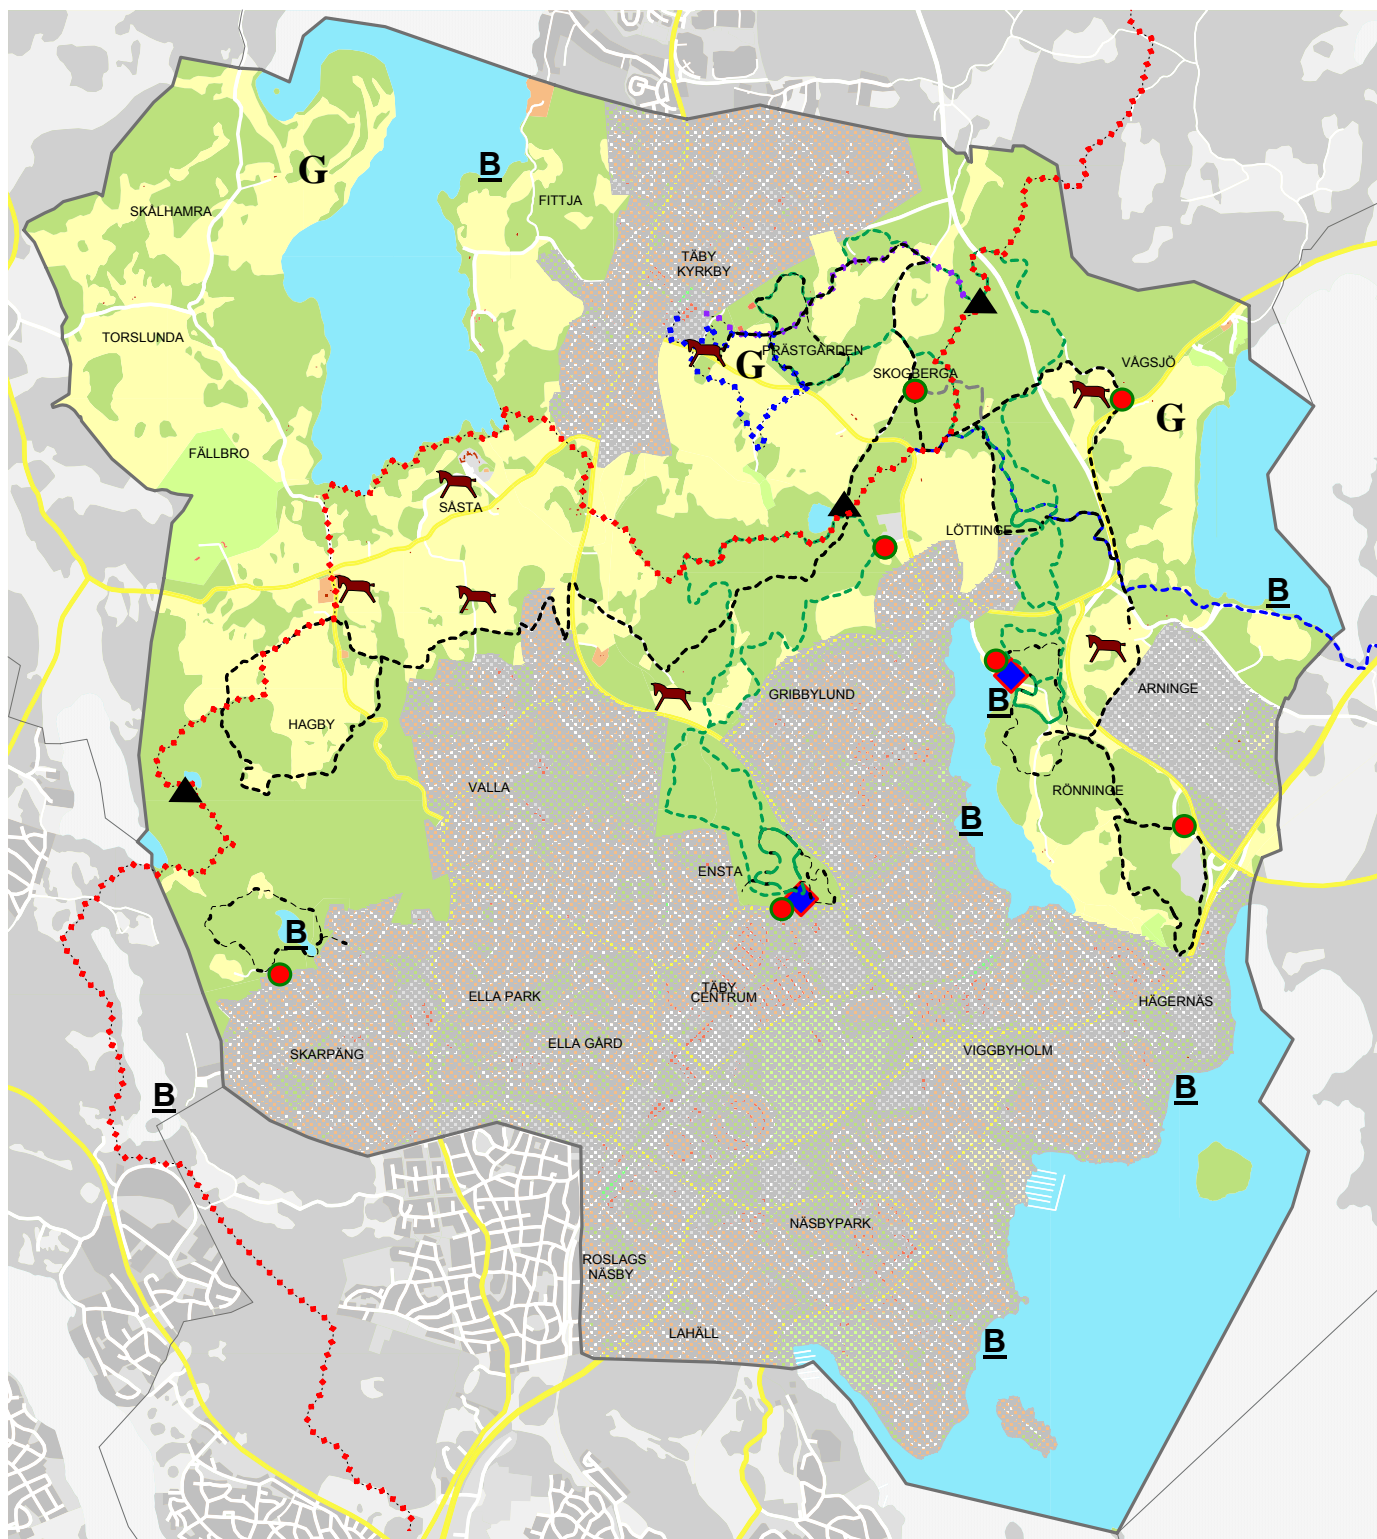 G
B
SKÅLHAMRA
FITTJA
TÄBY
KYRKBY
TORSLUNDA
G
PRÄSTGÅRDEN
SKOGBERGA
VÅGSJÖ
G
FÄLLBRO
SÅSTA
LÖTTINGE
B
HAGBY
GRIBBYLUND
B
ARNINGE
VALLA
RÖNNINGE
B
ENSTA
B
ELLA PARK
TÄBY
CENTRUM
HÄGERNÄS
SKARPÄNG
ELLA GÅRD
VIGGBYHOLM
B
B
NÄSBYPARK
ROSLAGS
NÄSBY
LAHÄLL
B